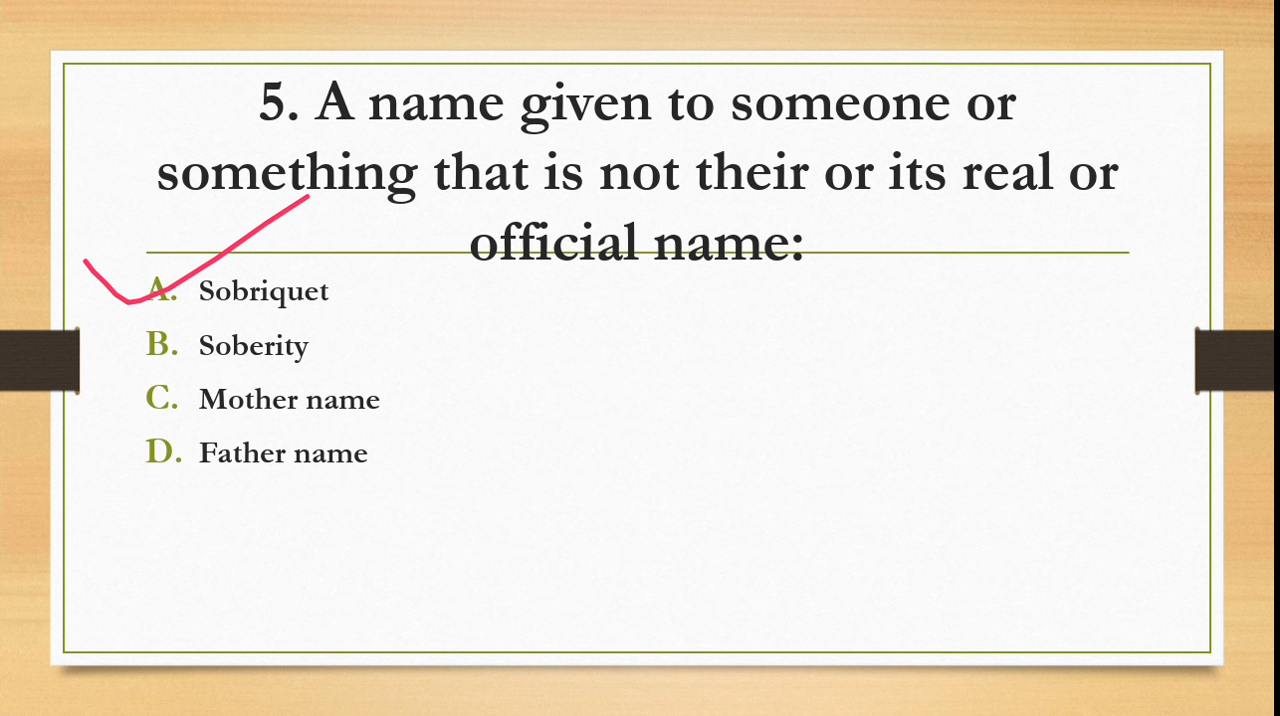 5. A name given to someone or
something that is not their or its real or
official name:
A. Sobriquet
B. Soberity
C. Mother name
D. Father name